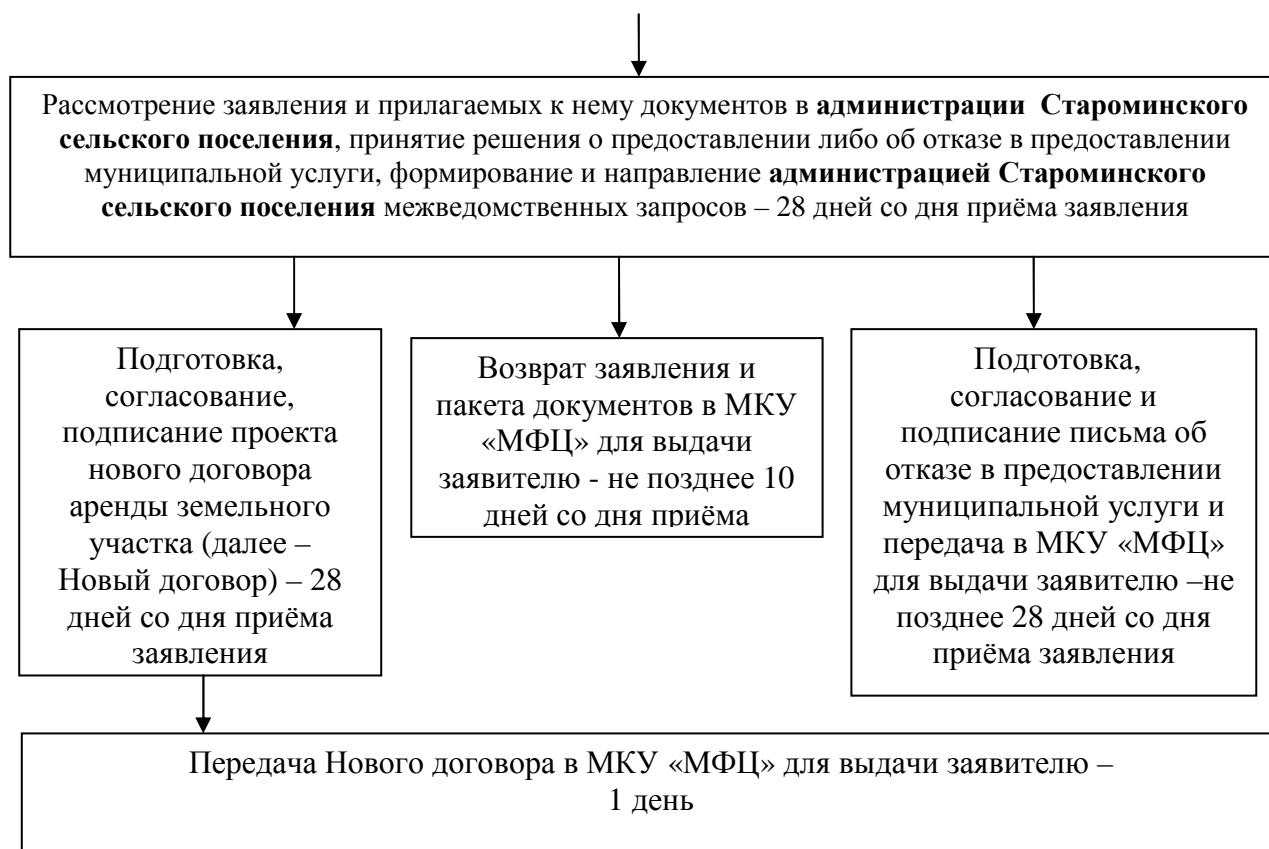 Рассмотрение заявления и прилагаемых к нему документов в администрации Староминского
сельского поселения, принятие решения о предоставлении либо об отказе в предоставлении
муниципальной услуги, формирование и направление администрацией Староминского
сельского поселения межведомственных запросов – 28 дней со дня приёма заявления
Подготовка,
согласование,
подписание проекта
нового договора
аренды земельного
участка (далее –
Новый договор) – 28
дней со дня приёма
заявления
Возврат заявления и
пакета документов в МКУ
«МФЦ» для выдачи
заявителю - не позднее 10
дней со дня приёма
Подготовка,
согласование и
подписание письма об
отказе в предоставлении
муниципальной услуги и
передача в МКУ «МФЦ»
для выдачи заявителю –не
позднее 28 дней со дня
приёма заявления
Передача Нового договора в МКУ «МФЦ» для выдачи заявителю –
1 день